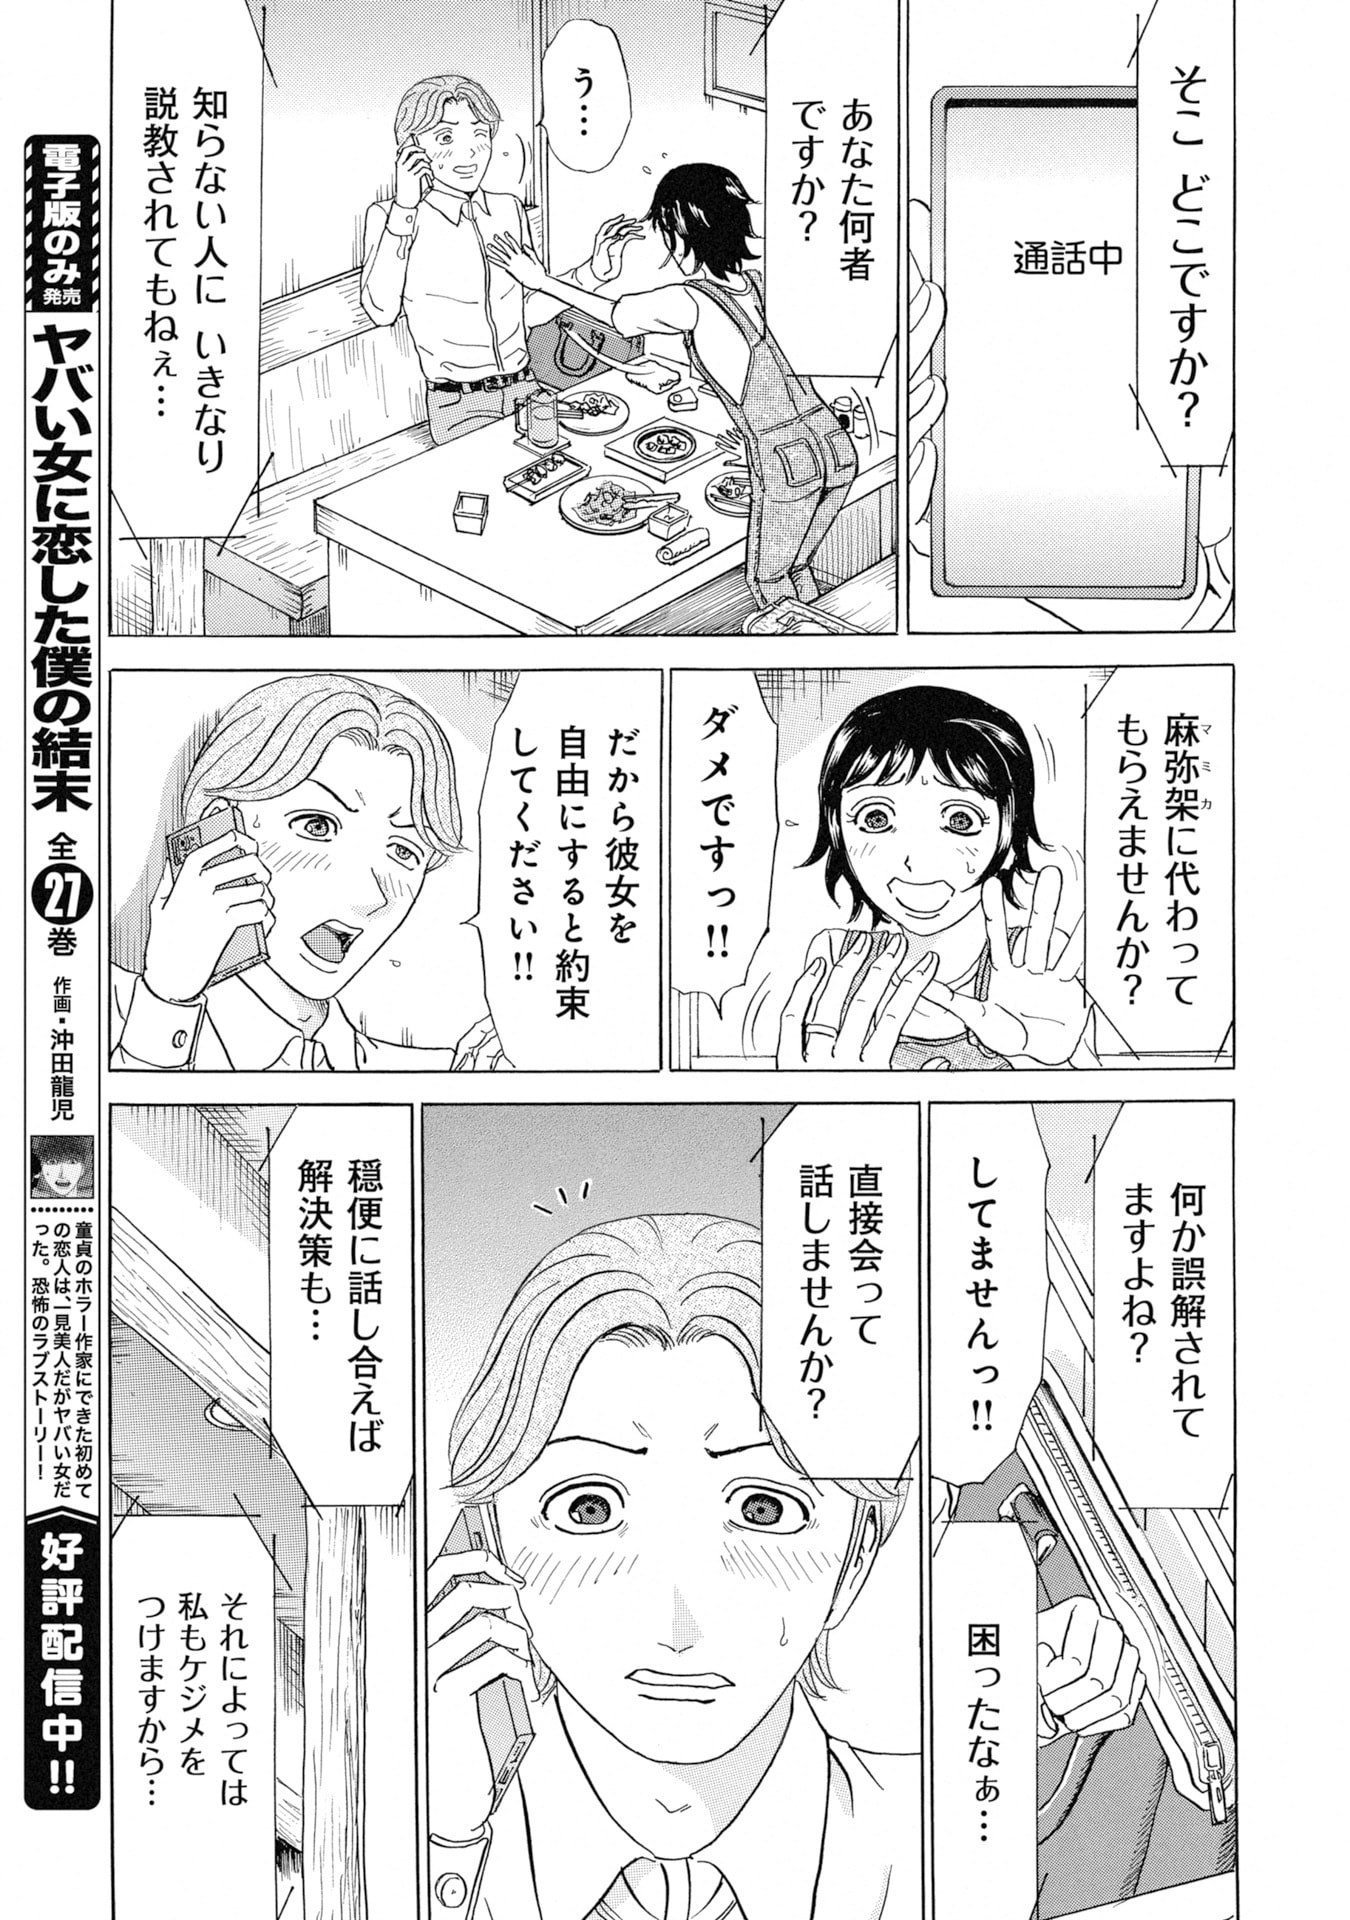 そこ どこですか?
通話中
あなた何者
ですか?
う…
知らない人に いきなり
説教されてもねぇ…
麻弥架に代わって
マミカ
もらえませんか?
ダメですっ!!
だから彼女を
自由にすると約束
してください!!
何か誤解されて
ますよね?
してませんっ!!
困ったなぁ…
直接会って
話しませんか?
穏便に話し合えば
解決策も…
それによっては
私もケジメを
つけますから…
電子版のみ
発売
ヤバい女に恋した僕の結末
全27巻
作画・沖田龍児
童貞のホラー作家にできた初めて
の恋人は、一見美人だがヤバい女だ
った。恐怖のラブストーリー!
好評配信中!!